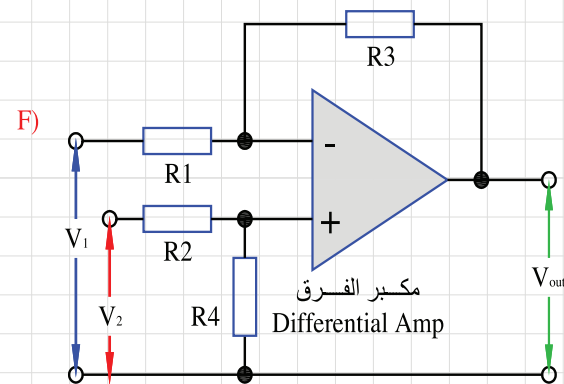 R3
F)
-
R1
+
V1
R2
مكبر الفرق
Vout
V2
R4
Differential Amp